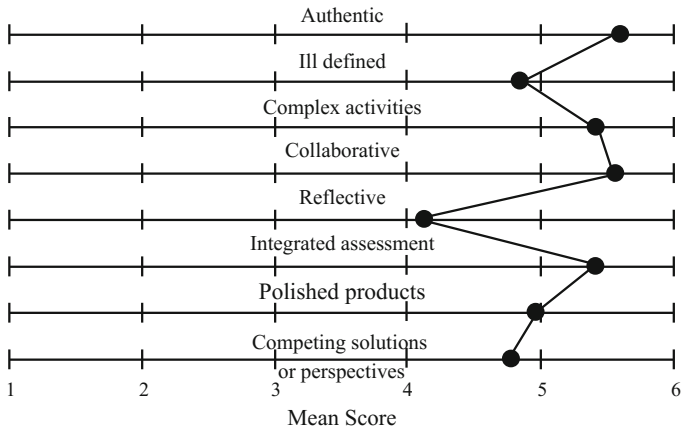 Authentic
Ill defined
Complex activities
Collaborative
Reflective
Integrated assessment
Polished products
Competing solutions
or perspectives
1 2 3 4 5 6
Mean Score